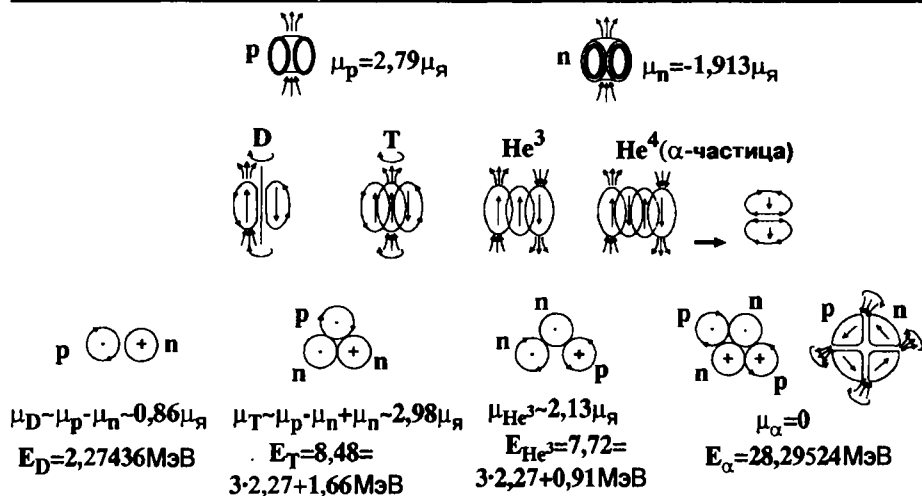 p μp=2,79μя n μn=-1,913μя
D T He³ He⁴(α-частица)
p n
p n n
n n p
p n n p
p n
μD~μp-μn~0,86μя
ED=2,27436МэВ
μT~μp-μn+μn~2,98μя
ET=8,48=
3·2,27+1,66МэВ
μHe³~2,13μя
EHe³=7,72=
3·2,27+0,91МэВ
μα=0
Eα=28,29524МэВ